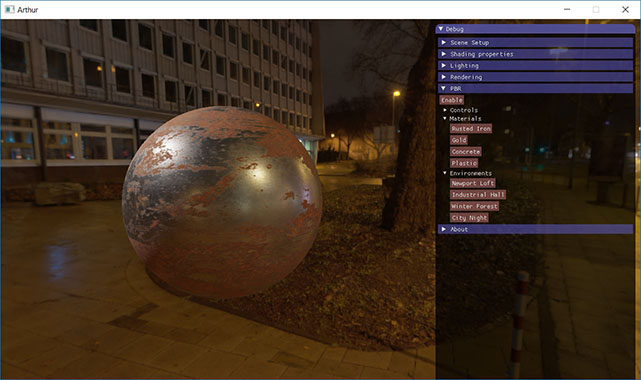 Arthur
Debug
Scene Setup
Shading properties
Lighting
Rendering
PBR
Enable
Controls
Materials
Rusted Iron
Gold
Concrete
Plastic
Environments
Newport Loft
Industrial Hall
Winter Forest
City Night
About